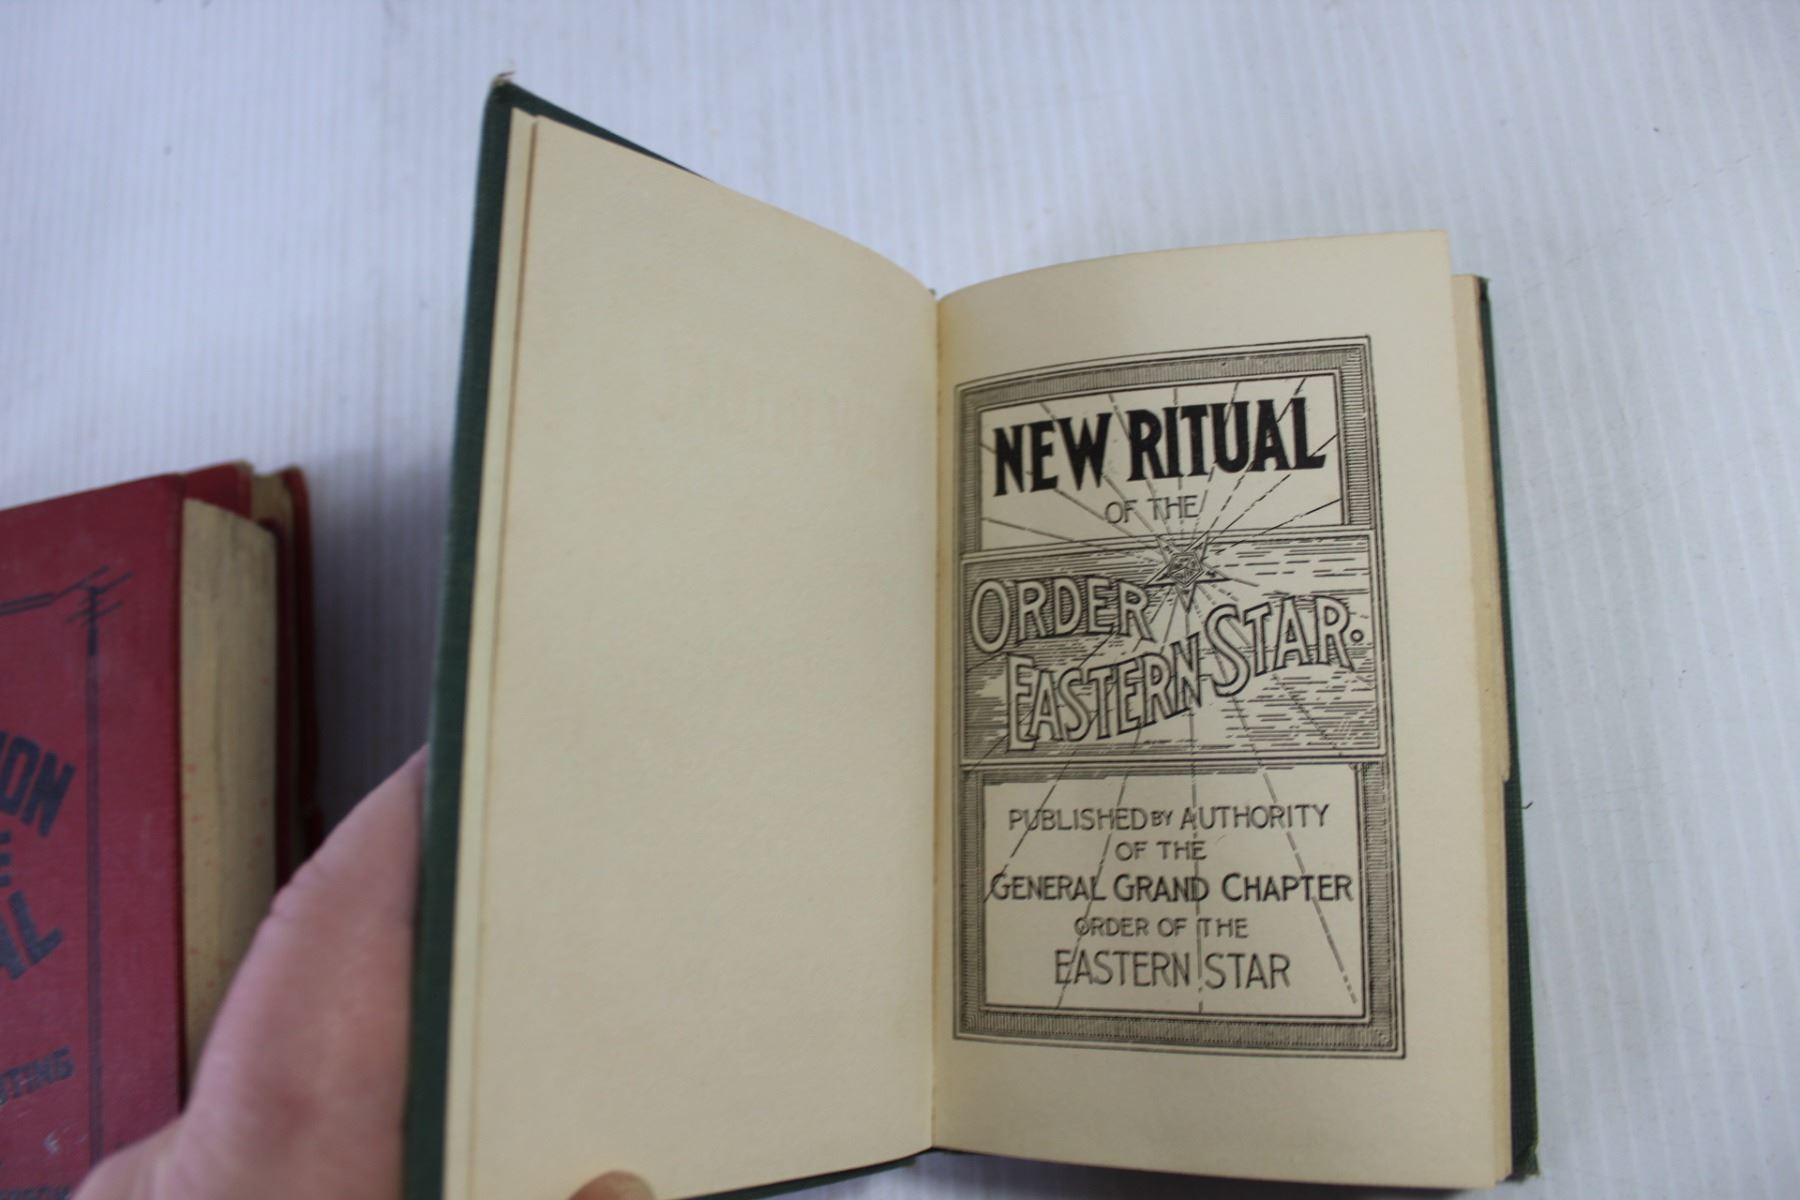 NEW RITUAL
OF THE
ORDER
EASTERN STAR.
PUBLISHED BY AUTHORITY
OF THE
GENERAL GRAND CHAPTER
ORDER OF THE
EASTERN STAR